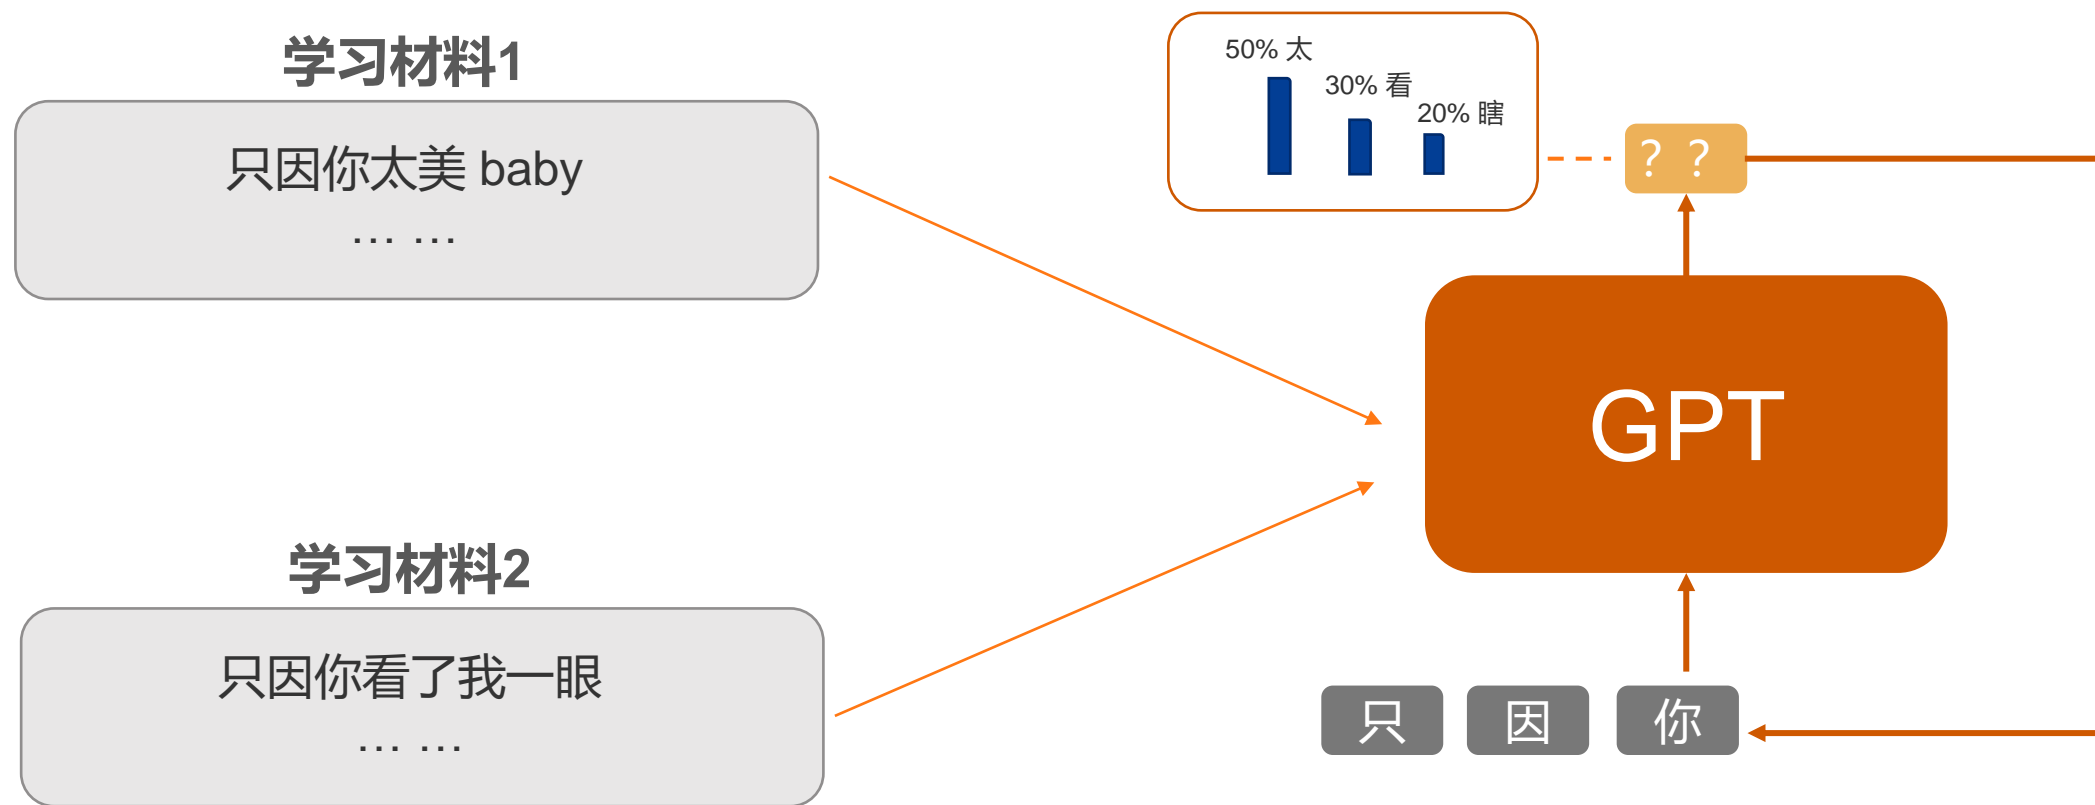 学习材料1
只因你太美 baby
… …
学习材料2
只因你看了我一眼
… …
50% 太
30% 看
20% 瞎
？？
GPT
只 因 你